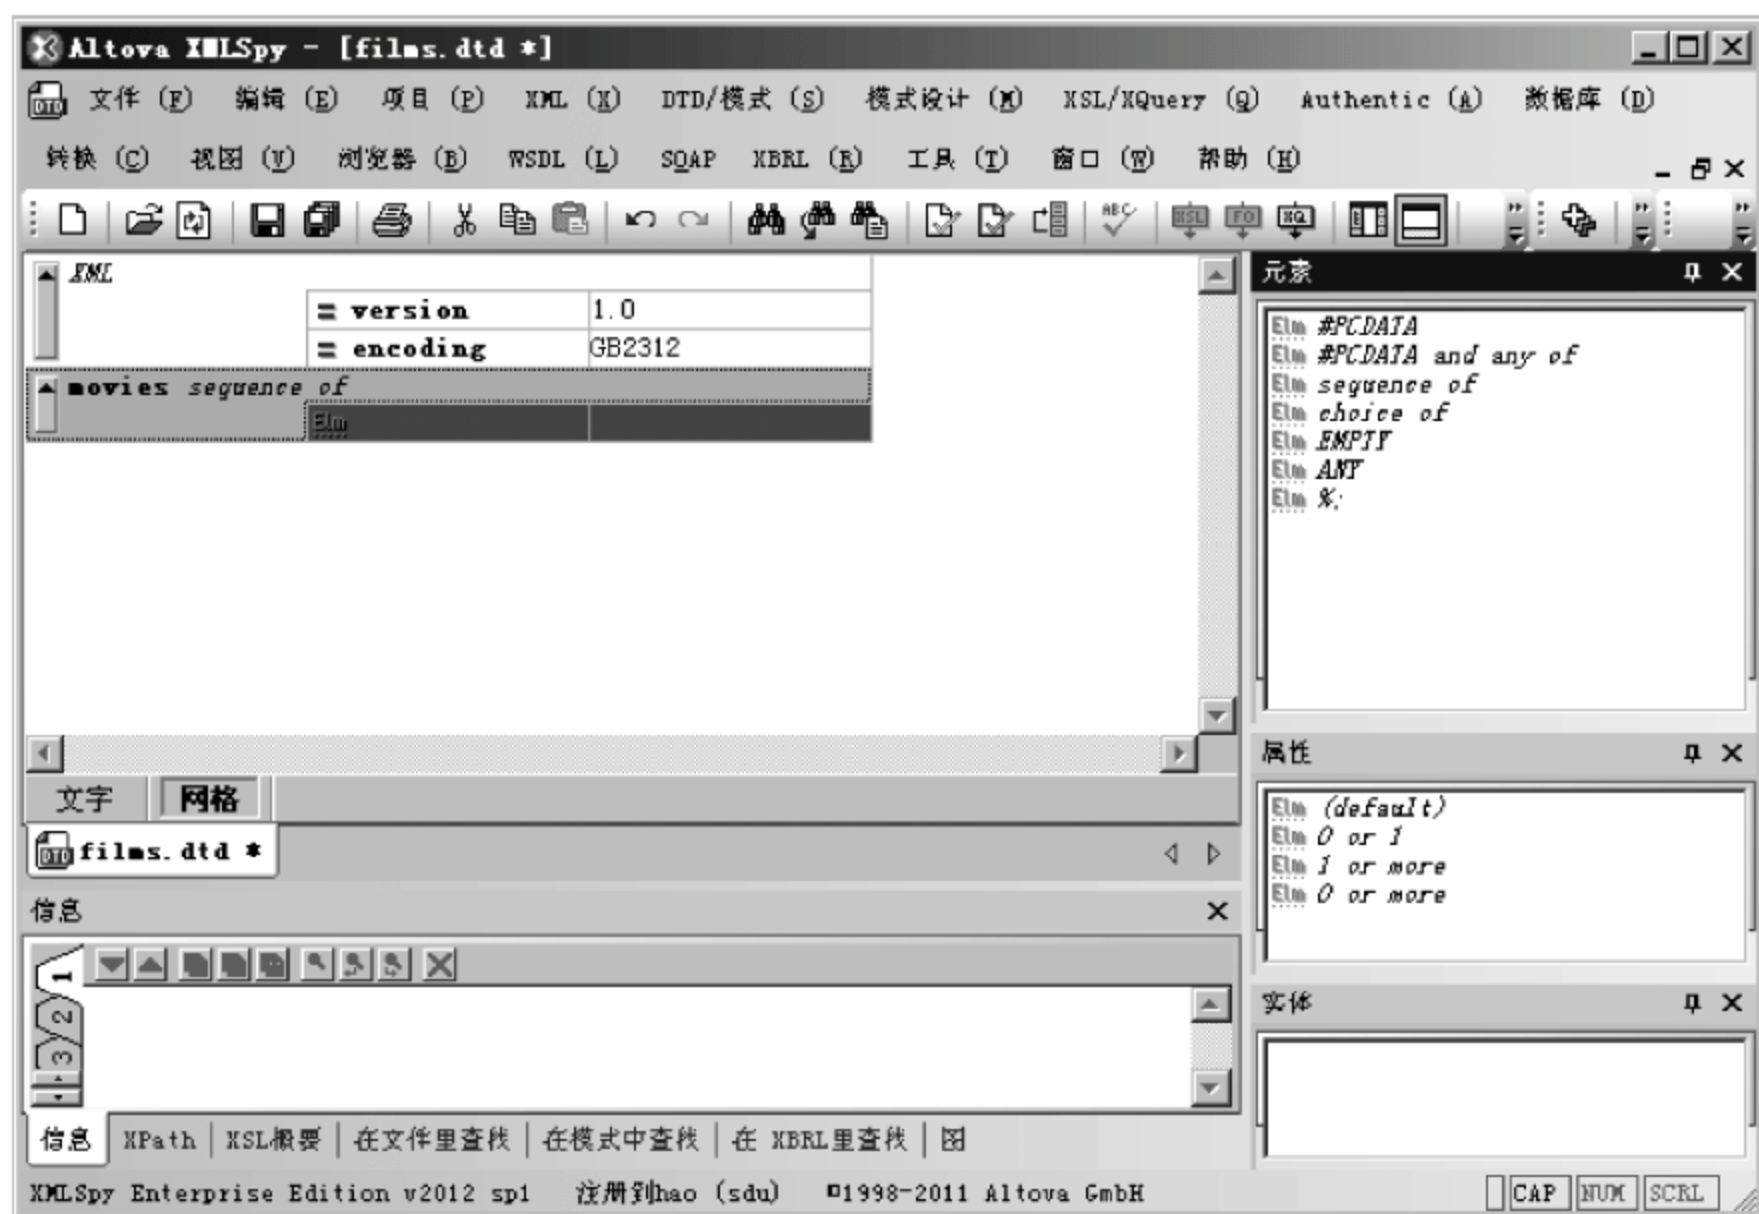 Altova XMLSpy - [films.dtd *]
文件 (F) 编辑 (E) 项目 (P) XML (X) DTD/模式 (S) 模式设计 (M) XSL/XQuery (Q) Authentic (A) 数据库 (D)
转换 (C) 视图 (V) 浏览器 (B) WSDL (L) SOAP XBRL (R) 工具 (T) 窗口 (W) 帮助 (H)
ABC XSL FO XQ
XML
= version 1.0
= encoding GB2312
movies sequence of
Elm
文字 网格
films.dtd *
信息
1
2
3
信息 XPath XSL概要 在文件里查找 在模式中查找 在 XBRL里查找 图
元素
Elm #PCDATA
Elm #PCDATA and any of
Elm sequence of
Elm choice of
Elm EMPTY
Elm ANY
Elm %;
属性
Elm (default)
Elm 0 or 1
Elm 1 or more
Elm 0 or more
实体
XMLSpy Enterprise Edition v2012 sp1 注册到hao (sdu) ©1998-2011 Altova GmbH CAP NUM SCRL